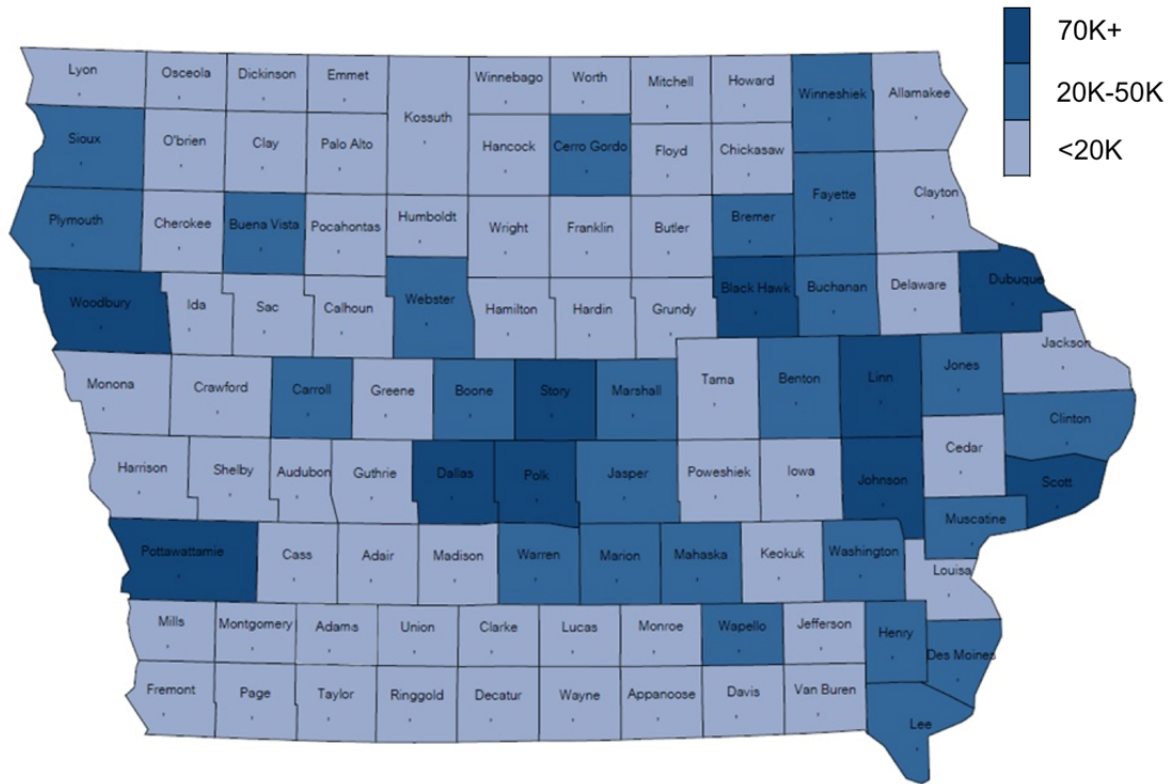 70K+
20K-50K
<20K
Lyon
Osceola
Dickinson
Emmet
Kossuth
Winnebago
Worth
Mitchell
Howard
Winneshiek
Allamakee
Sioux
O'brien
Clay
Palo Alto
Hancock
Cerro Gordo
Floyd
Chickasaw
Fayette
Clayton
Plymouth
Cherokee
Buena Vista
Pocahontas
Humboldt
Wright
Franklin
Butler
Bremer
Woodbury
Ida
Sac
Calhoun
Webster
Hamilton
Hardin
Grundy
Black Hawk
Buchanan
Delaware
Dubuque
Monona
Crawford
Carroll
Greene
Boone
Story
Marshall
Tama
Benton
Linn
Jones
Jackson
Clinton
Harrison
Shelby
Audubon
Guthrie
Dallas
Polk
Jasper
Poweshiek
Iowa
Johnson
Cedar
Scott
Muscatine
Pottawattamie
Cass
Adair
Madison
Warren
Marion
Mahaska
Keokuk
Washington
Louisa
Mills
Montgomery
Adams
Union
Clarke
Lucas
Monroe
Wapello
Jefferson
Henry
Des Moines
Fremont
Page
Taylor
Ringgold
Decatur
Wayne
Appanoose
Davis
Van Buren
Lee